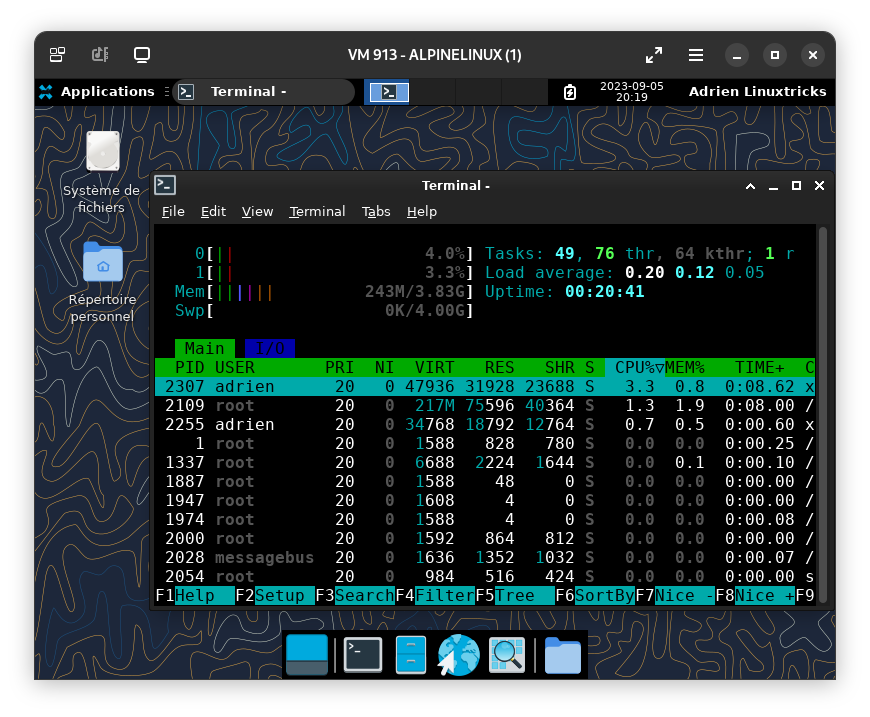 VM 913 - ALPINELINUX (1)
Applications
Terminal -
2023-09-05
20:19
Adrien Linuxtricks
Système de
fichiers
Répertoire
personnel
Terminal -
File Edit View Terminal Tabs Help
0[|| 4.0%] Tasks: 49, 76 thr, 64 kthr; 1 r
1[|| 3.3%] Load average: 0.20 0.12 0.05
Mem[|||||| 243M/3.83G] Uptime: 00:20:41
Swp[ 0K/4.00G]
Main I/O
PID USER PRI NI VIRT RES SHR S CPU%▽MEM% TIME+ C
2307 adrien 20 0 47936 31928 23688 S 3.3 0.8 0:08.62 x
2109 root 20 0 217M 75596 40364 S 1.3 1.9 0:08.00 /
2255 adrien 20 0 34768 18792 12764 S 0.7 0.5 0:00.60 x
1 root 20 0 1588 828 780 S 0.0 0.0 0:00.25 /
1337 root 20 0 6688 2224 1644 S 0.0 0.1 0:00.10 /
1887 root 20 0 1588 48 0 S 0.0 0.0 0:00.00 /
1947 root 20 0 1608 4 0 S 0.0 0.0 0:00.00 /
1974 root 20 0 1588 4 0 S 0.0 0.0 0:00.08 /
2000 root 20 0 1592 864 812 S 0.0 0.0 0:00.00 /
2028 messagebus 20 0 1636 1352 1032 S 0.0 0.0 0:00.07 /
2054 root 20 0 984 516 424 S 0.0 0.0 0:00.00 s
F1Help F2Setup F3SearchF4FilterF5Tree F6SortByF7Nice -F8Nice +F9